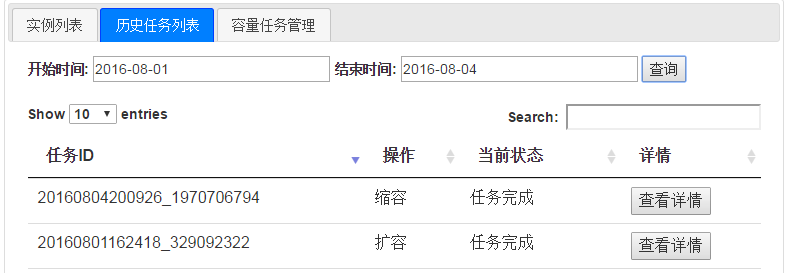 实例列表 历史任务列表 容量任务管理
开始时间: 2016-08-01 结束时间: 2016-08-04 查询
Show 10 entries Search:
任务ID 操作 当前状态 详情
20160804200926_1970706794 缩容 任务完成 查看详情
20160801162418_329092322 扩容 任务完成 查看详情